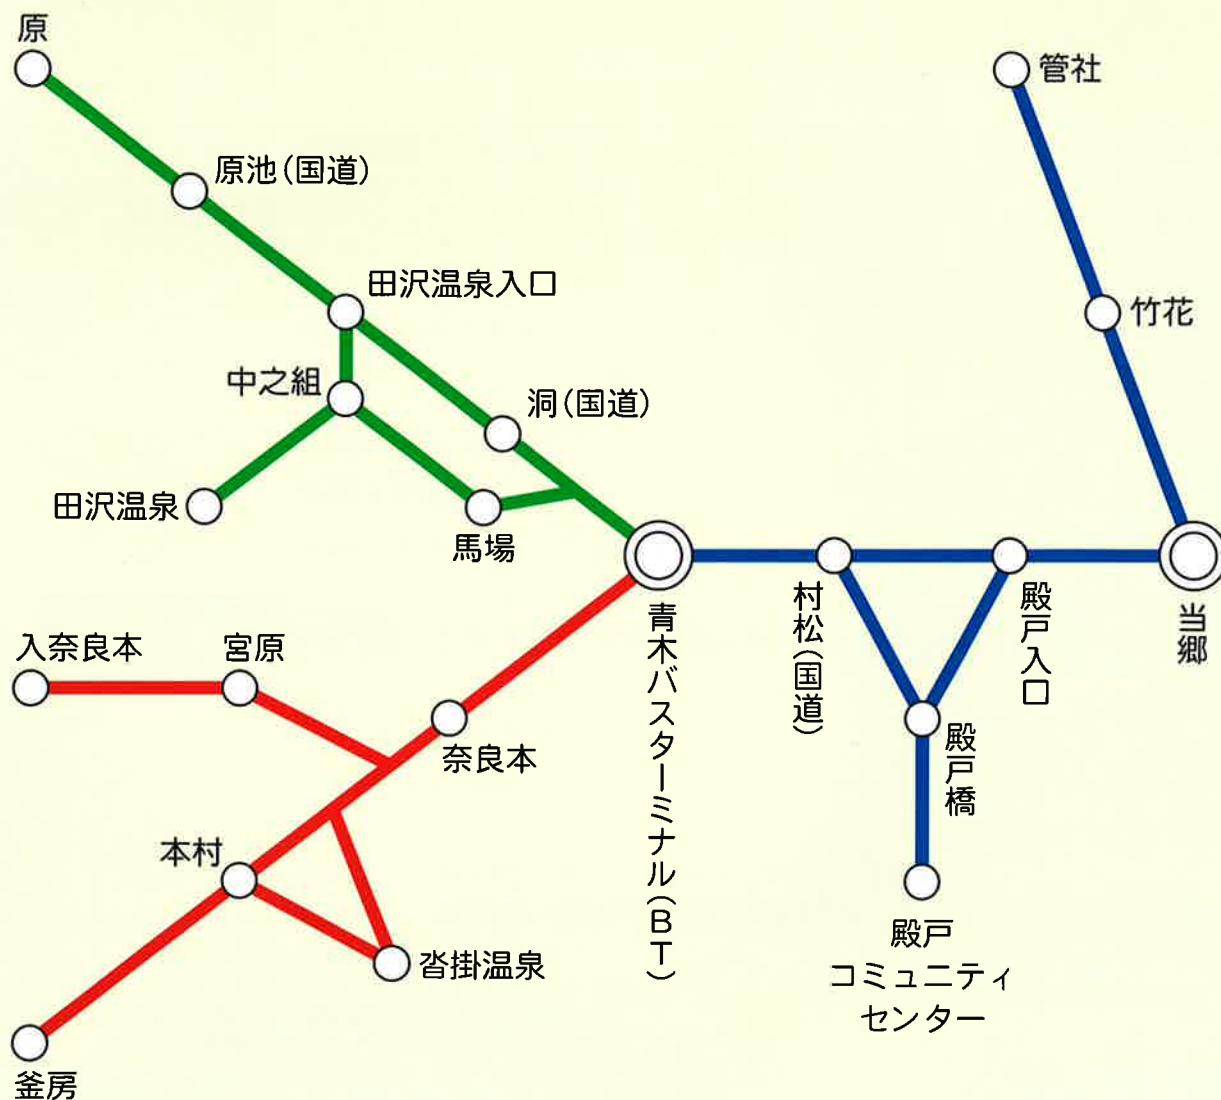 原
管社
原池(国道)
田沢温泉入口
竹花
中之組
洞(国道)
田沢温泉
馬場
青木バスターミナル(BT)
村松(国道)
殿戸入口
当郷
入奈良本
宮原
奈良本
殿戸橋
本村
沓掛温泉
殿戸
コミュニティ
センター
釜房